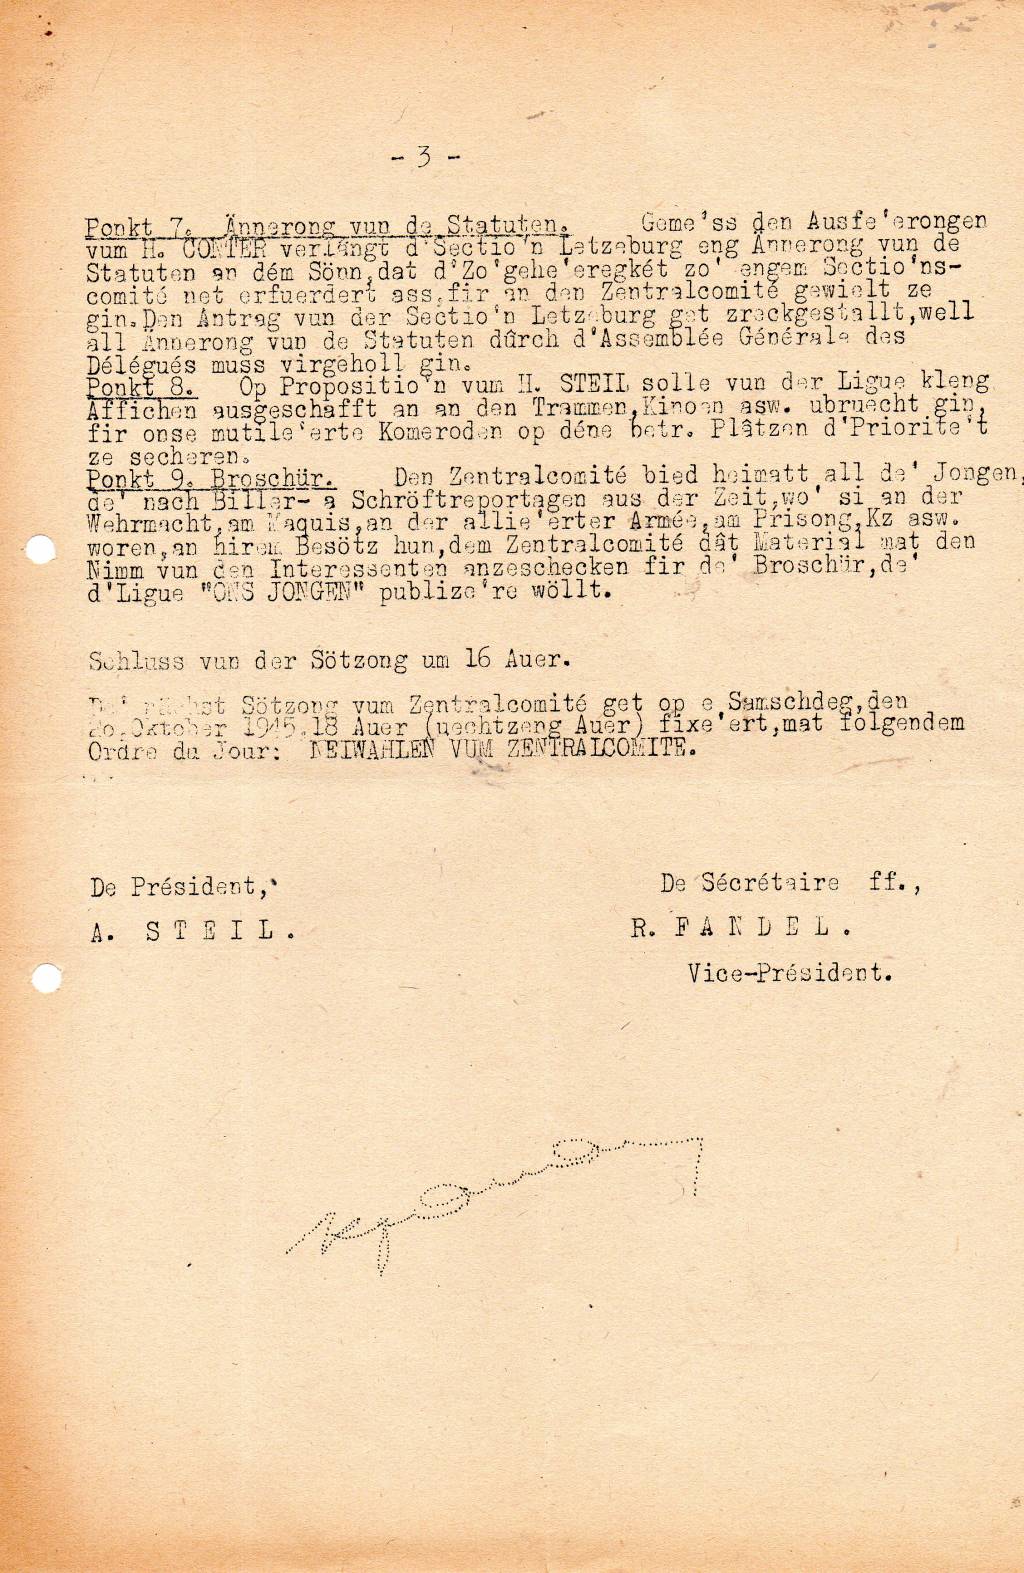 - 3 -
Ponkt 7. Ännerong vun de Statuten. Geme'ss den Ausfe'erongen
vum H. CONTER verlängt d'Sectio'n Letzeburg eng Ännerong vun de
Statuten an dém Sönn,dat d'Zo'gehe'eregkét zo' engem Sectio'ns-
comité net erfuerdert ass,fir an den Zentralcomité gewielt ze
gin.Den Antrag vun der Sectio'n Letzeburg get zreckgestallt,well
all Ännerong vun de Statuten dûrch d'Assemblée Générale des
Délégués muss virgeholl gin.
Ponkt 8. Op Propositio'n vum H. STEIL solle vun der Ligue kleng
Affichen ausgeschafft an an den Trammen,Kinoen asw. ubruecht gin,
fir onse mutile'erte Komeroden op déne betr. Plâtzen d'Priorite't
ze secheren.
Ponkt 9. Broschür. Den Zentralcomité bied heimatt all de' Jongen,
de' nach Biller- a Schröftreportagen aus der Zeit,wo' si an der
Wehrmacht,am Maquis,an der allie'erter Armée,am Prisong,Kz asw.
woren,an hirem Besötz hun,dem Zentralcomité dât Material mat den
Nimm vun den Interessenten anzeschecken fir de' Broschür,de'
d'Ligue "ONS JONGEN" publize're wöllt.
Schluss vun der Sötzong um 16 Auer.
De' nächst Sötzong vum Zentralcomité get op e Samschdeg,den
20.Oktober 1945,18 Auer (uechtzeng Auer) fixe'ert,mat folgendem
Ordre du Jour: NEIWAHLEN VUM ZENTRALCOMITE.
De Président, De Sécrétaire ff.,
A. STEIL. R. FANDEL.
Vice-Président.